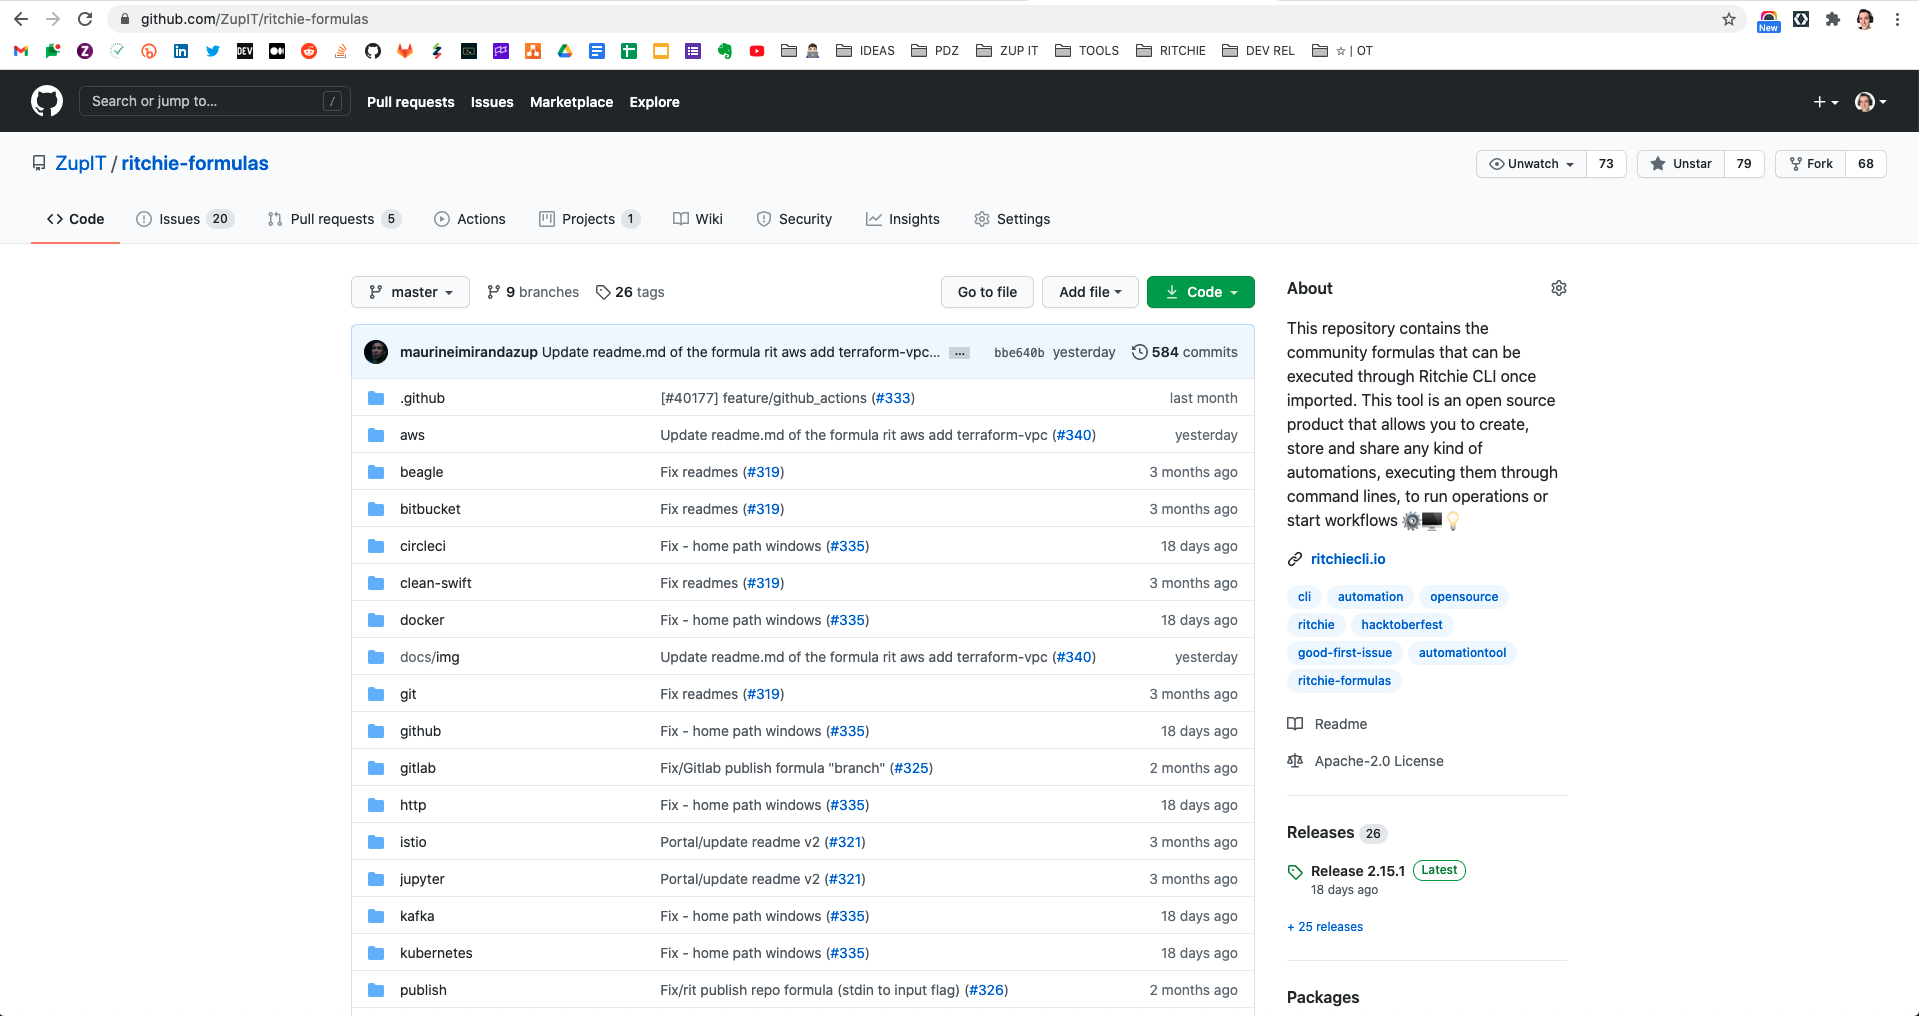 github.com/ZupIT/ritchie-formulas
New
DEV
IDEAS PDZ ZUP IT TOOLS RITCHIE DEV REL ☆ | OT
Search or jump to... /
Pull requests Issues Marketplace Explore
ZupIT / ritchie-formulas
Unwatch 73 Unstar 79 Fork 68
Code Issues 20 Pull requests 5 Actions Projects 1 Wiki Security Insights Settings
master 9 branches 26 tags Go to file Add file Code
maurineimirandazup Update readme.md of the formula rit aws add terraform-vpc... ... bbe640b yesterday 584 commits
.github [#40177] feature/github_actions (#333) last month
aws Update readme.md of the formula rit aws add terraform-vpc (#340) yesterday
beagle Fix readmes (#319) 3 months ago
bitbucket Fix readmes (#319) 3 months ago
circleci Fix - home path windows (#335) 18 days ago
clean-swift Fix readmes (#319) 3 months ago
docker Fix - home path windows (#335) 18 days ago
docs/img Update readme.md of the formula rit aws add terraform-vpc (#340) yesterday
git Fix readmes (#319) 3 months ago
github Fix - home path windows (#335) 18 days ago
gitlab Fix/Gitlab publish formula "branch" (#325) 2 months ago
http Fix - home path windows (#335) 18 days ago
istio Portal/update readme v2 (#321) 3 months ago
jupyter Portal/update readme v2 (#321) 3 months ago
kafka Fix - home path windows (#335) 18 days ago
kubernetes Fix - home path windows (#335) 18 days ago
publish Fix/rit publish repo formula (stdin to input flag) (#326) 2 months ago
About
This repository contains the
community formulas that can be
executed through Ritchie CLI once
imported. This tool is an open source
product that allows you to create,
store and share any kind of
automations, executing them through
command lines, to run operations or
start workflows ⚙️🖥️💡
ritchiecli.io
cli automation opensource
ritchie hacktoberfest
good-first-issue automationtool
ritchie-formulas
Readme
Apache-2.0 License
Releases 26
Release 2.15.1 Latest
18 days ago
+ 25 releases
Packages